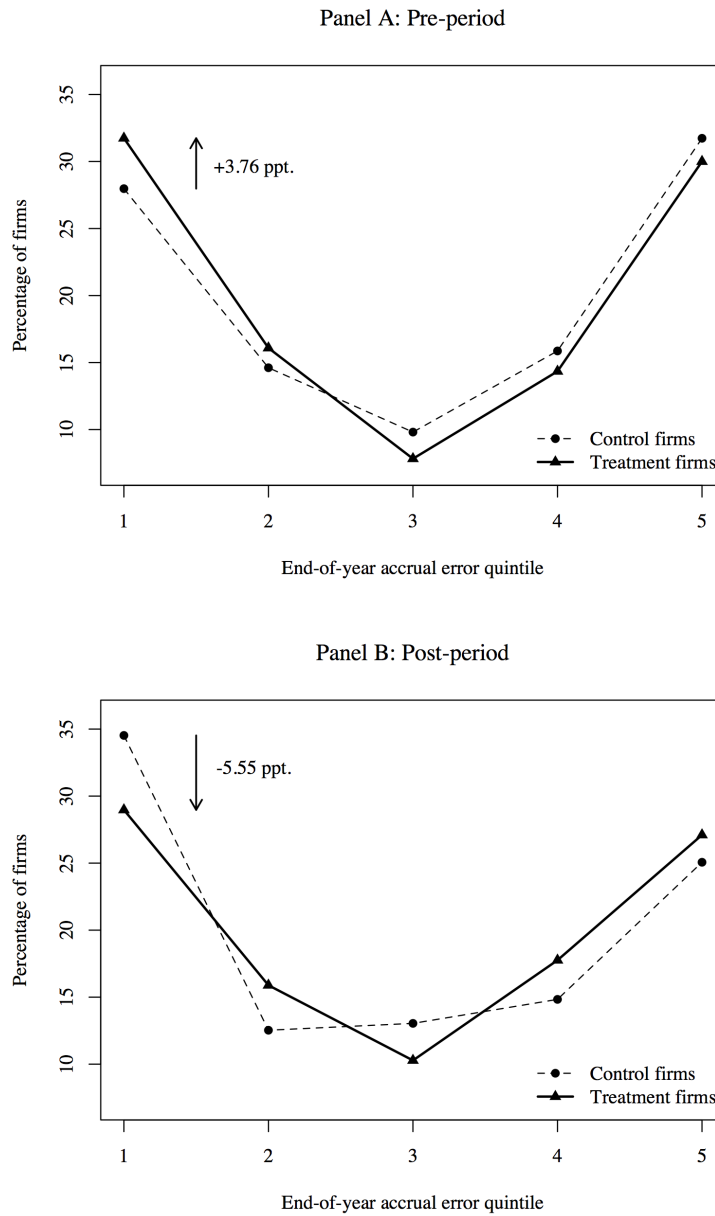 Panel A: Pre-period
35
30
25
20
15
10
Percentage of firms
+3.76 ppt.
Control firms
Treatment firms
1 2 3 4 5
End-of-year accrual error quintile
Panel B: Post-period
35
30
25
20
15
10
Percentage of firms
-5.55 ppt.
Control firms
Treatment firms
1 2 3 4 5
End-of-year accrual error quintile